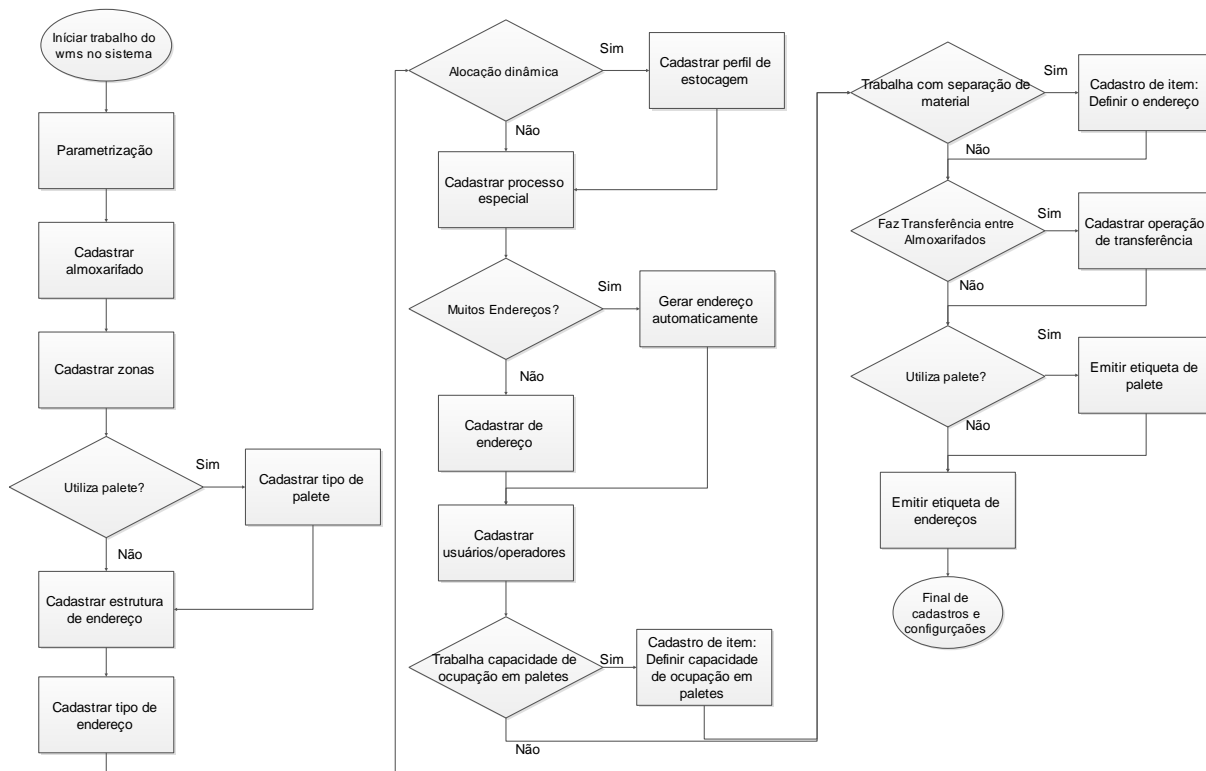 Iníciar trabalho do
wms no sistema
Parametrização
Cadastrar
almoxarifado
Cadastrar zonas
Utiliza palete?
Sim
Cadastrar tipo de
palete
Não
Cadastrar estrutura
de endereço
Cadastrar tipo de
endereço
Alocação dinâmica
Sim
Cadastrar perfil de
estocagem
Não
Cadastrar processo
especial
Muitos Endereços?
Sim
Gerar endereço
automaticamente
Não
Cadastrar de
endereço
Cadastrar
usuários/operadores
Trabalha capacidade de
ocupação em paletes
Sim
Cadastro de item:
Definir capacidade
de ocupação em
paletes
Não
Trabalha com separação de
material
Sim
Cadastro de item:
Definir o endereço
Não
Faz Transferência entre
Almoxarifados
Sim
Cadastrar operação
de transferência
Não
Utiliza palete?
Sim
Emitir etiqueta de
palete
Não
Emitir etiqueta de
endereços
Final de
cadastros e
configurçaões